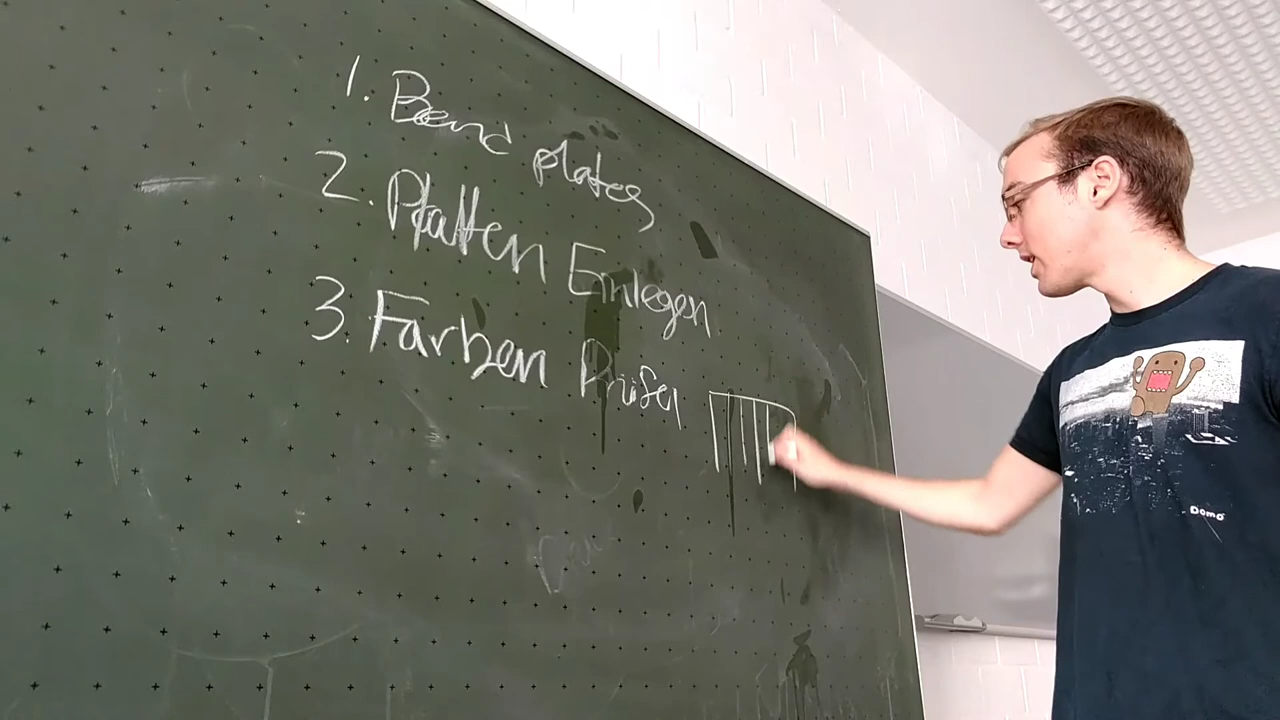 1. Bend plates
2. Platten Einlegen
3. Farben Prüfen
Domo